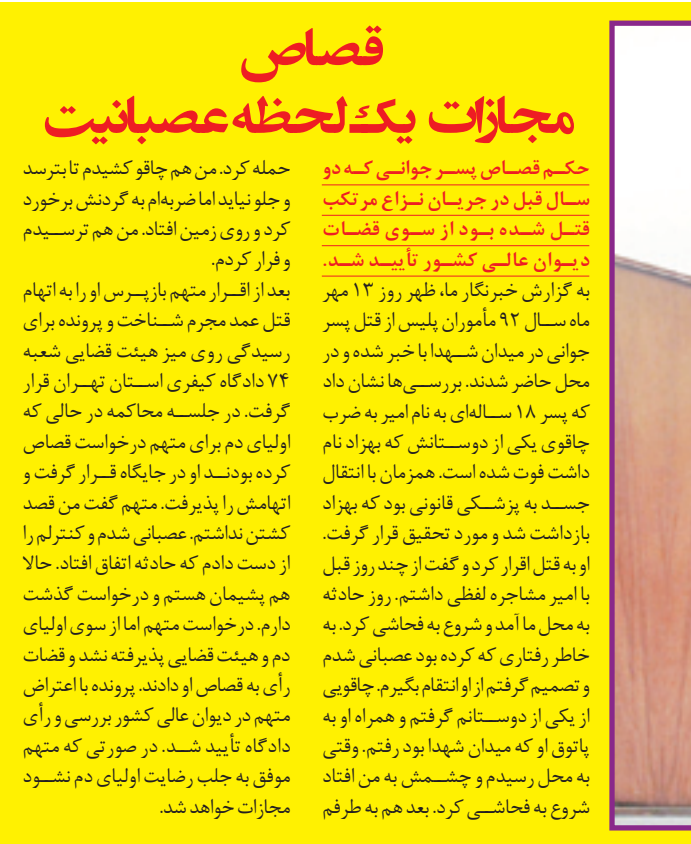 قصاص
مجازات یک لحظه عصبانیت
حکم قصاص پسر جوانی که دو
سال قبل در جریان نزاع مرتکب
قتل شده بود از سوی قضات
دیوان عالی کشور تأیید شد.
به گزارش خبرنگار ما، ظهر روز ۱۳ مهر
ماه سال ۹۲ مأموران پلیس از قتل پسر
جوانی در میدان شهدا با خبر شده و در
محل حاضر شدند. بررسی‌ها نشان داد
که پسر ۱۸ ساله‌ای به نام امیر به ضرب
چاقوی یکی از دوستانش که بهزاد نام
داشت فوت شده است. همزمان با انتقال
جسد به پزشکی قانونی بود که بهزاد
بازداشت شد و مورد تحقیق قرار گرفت.
او به قتل اقرار کرد و گفت از چند روز قبل
با امیر مشاجره لفظی داشتم. روز حادثه
به محل ما آمد و شروع به فحاشی کرد. به
خاطر رفتاری که کرده بود عصبانی شدم
و تصمیم گرفتم از او انتقام بگیرم. چاقویی
از یکی از دوستانم گرفتم و همراه او به
پاتوق او که میدان شهدا بود رفتم. وقتی
به محل رسیدم و چشمش به من افتاد
شروع به فحاشی کرد. بعد هم به طرفم
حمله کرد. من هم چاقو کشیدم تا بترسد
و جلو نیاید اما ضربه‌ام به گردنش برخورد
کرد و روی زمین افتاد. من هم ترسیدم
و فرار کردم.
بعد از اقرار متهم بازپرس او را به اتهام
قتل عمد مجرم شناخت و پرونده برای
رسیدگی روی میز هیئت قضایی شعبه
۷۴ دادگاه کیفری استان تهران قرار
گرفت. در جلسه محاکمه در حالی که
اولیای دم برای متهم درخواست قصاص
کرده بودند او در جایگاه قرار گرفت و
اتهامش را پذیرفت. متهم گفت من قصد
کشتن نداشتم. عصبانی شدم و کنترلم را
از دست دادم که حادثه اتفاق افتاد. حالا
هم پشیمان هستم و درخواست گذشت
دارم. درخواست متهم اما از سوی اولیای
دم و هیئت قضایی پذیرفته نشد و قضات
رأی به قصاص او دادند. پرونده با اعتراض
متهم در دیوان عالی کشور بررسی و رأی
دادگاه تأیید شد. در صورتی که متهم
موفق به جلب رضایت اولیای دم نشود
مجازات خواهد شد.